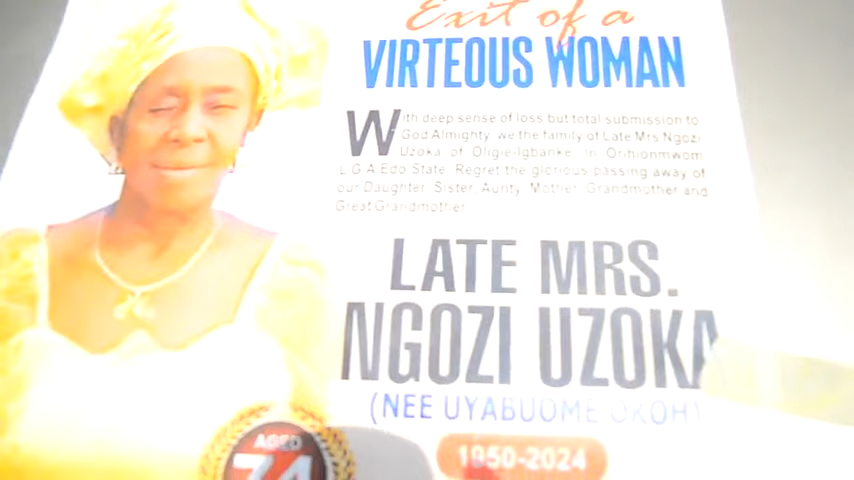 Exit of a
VIRTEOUS WOMAN
With deep sense of loss but total submission to
God Almighty we the family of Late Mrs Ngozi
Uzoka of Oligie-Igbanke In Orihionmwom
L.G.A Edo State. Regret the glorious passing away of
our Daughter Sister Aunty Mother Grandmother and
Great Grandmother
LATE MRS.
NGOZI UZOKA
(NEE UYABUOME OKOH)
AGED
74
1950-2024